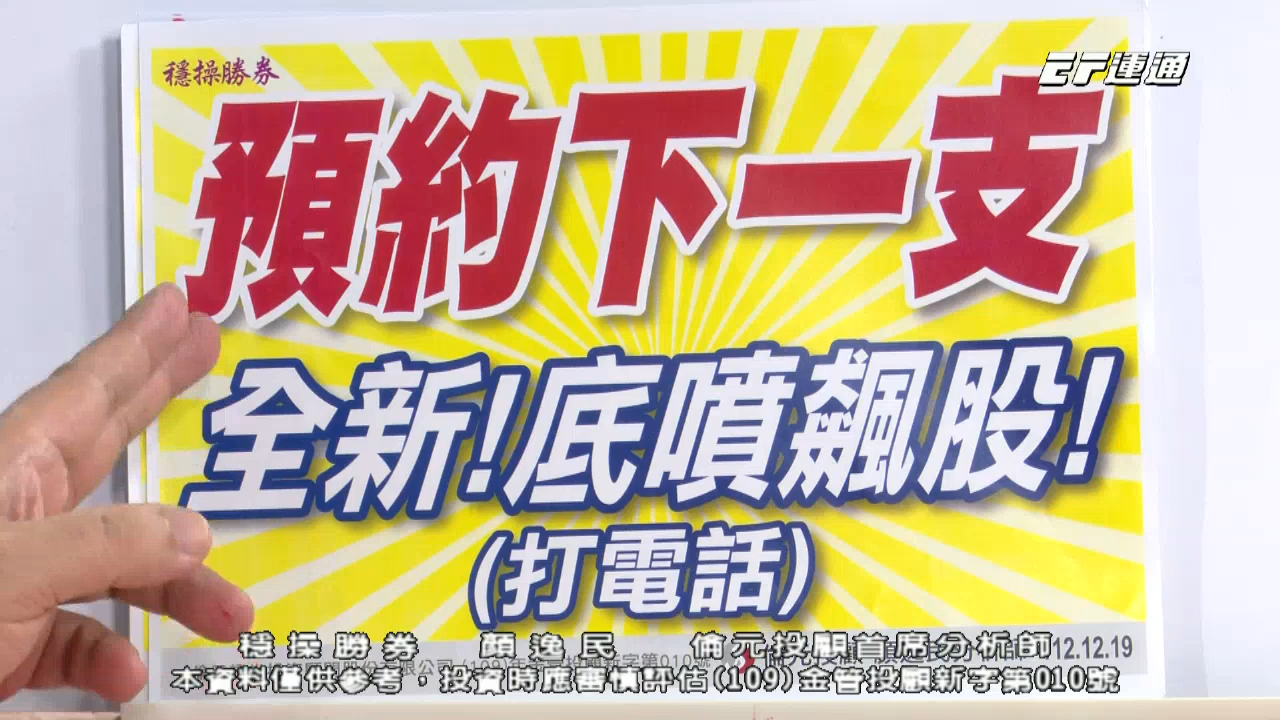 穩操勝券
EF運通
預約下一支
全新!底噴飆股!
(打電話)
12.12.19
穩操勝券 顏逸民 倫元投顧首席分析師
本資料僅供參考,投資時應審慎評估(109)金管投顧新字第010號